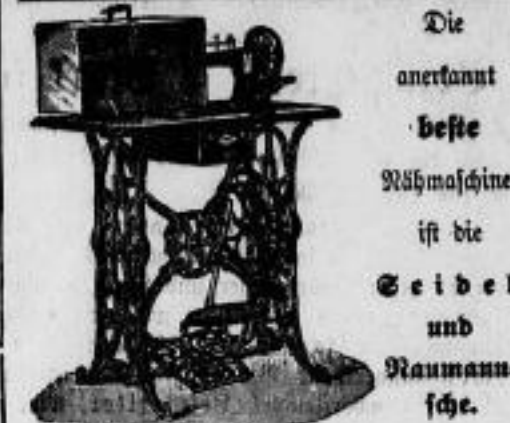 Die
anerkannt
beste
Nähmaschine
ist die
Seidel
und
Naumann-
sche.